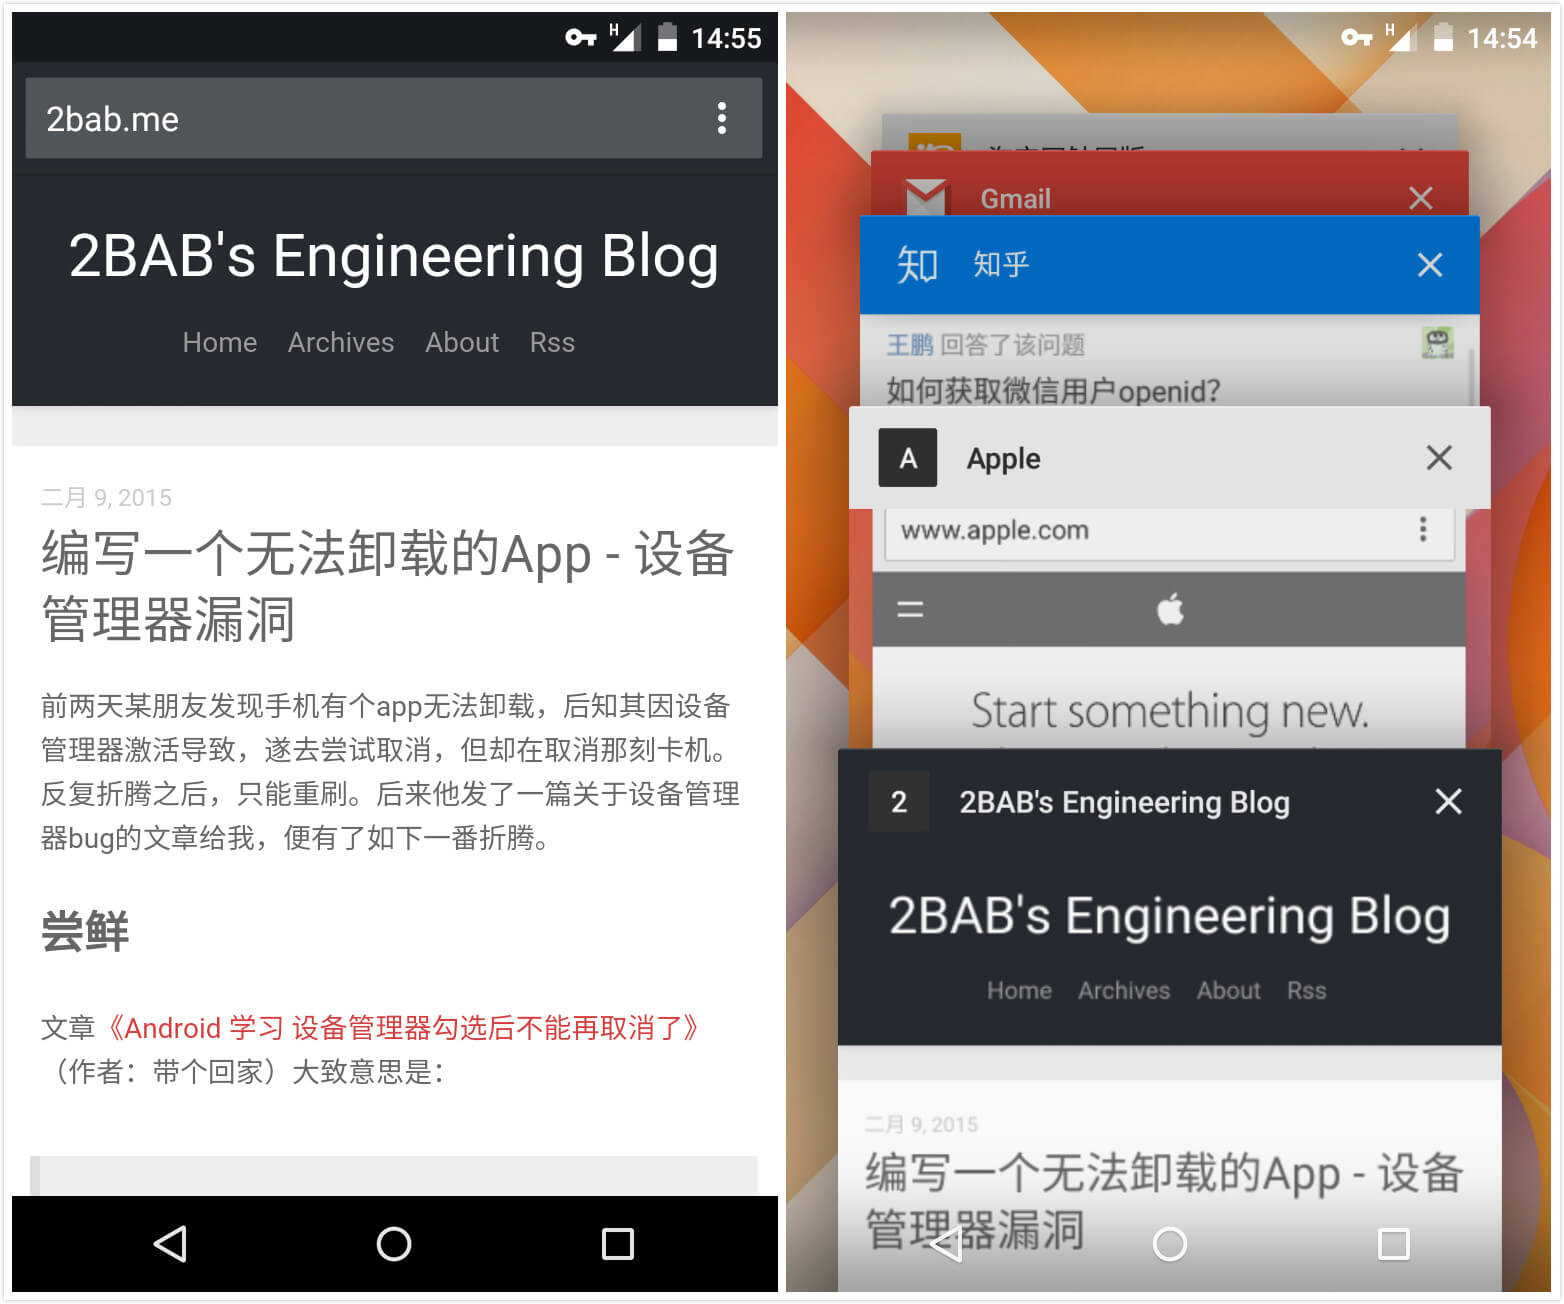 H 14:55
2bab.me
2BAB's Engineering Blog
Home Archives About Rss
二月 9, 2015
编写一个无法卸载的App - 设备
管理器漏洞
前两天某朋友发现手机有个app无法卸载，后知其因设备
管理器激活导致，遂去尝试取消，但却在取消那刻卡机。
反复折腾之后，只能重刷。后来他发了一篇关于设备管理
器bug的文章给我，便有了如下一番折腾。
尝鲜
文章《Android 学习 设备管理器勾选后不能再取消了》
（作者：带个回家）大致意思是：
H 14:54
Gmail
知 知乎
王鹏 回答了该问题
如何获取微信用户openid？
A Apple
www.apple.com
Start something new.
2 2BAB's Engineering Blog
2BAB's Engineering Blog
Home Archives About Rss
二月 9, 2015
编写一个无法卸载的App - 设备
管理器漏洞